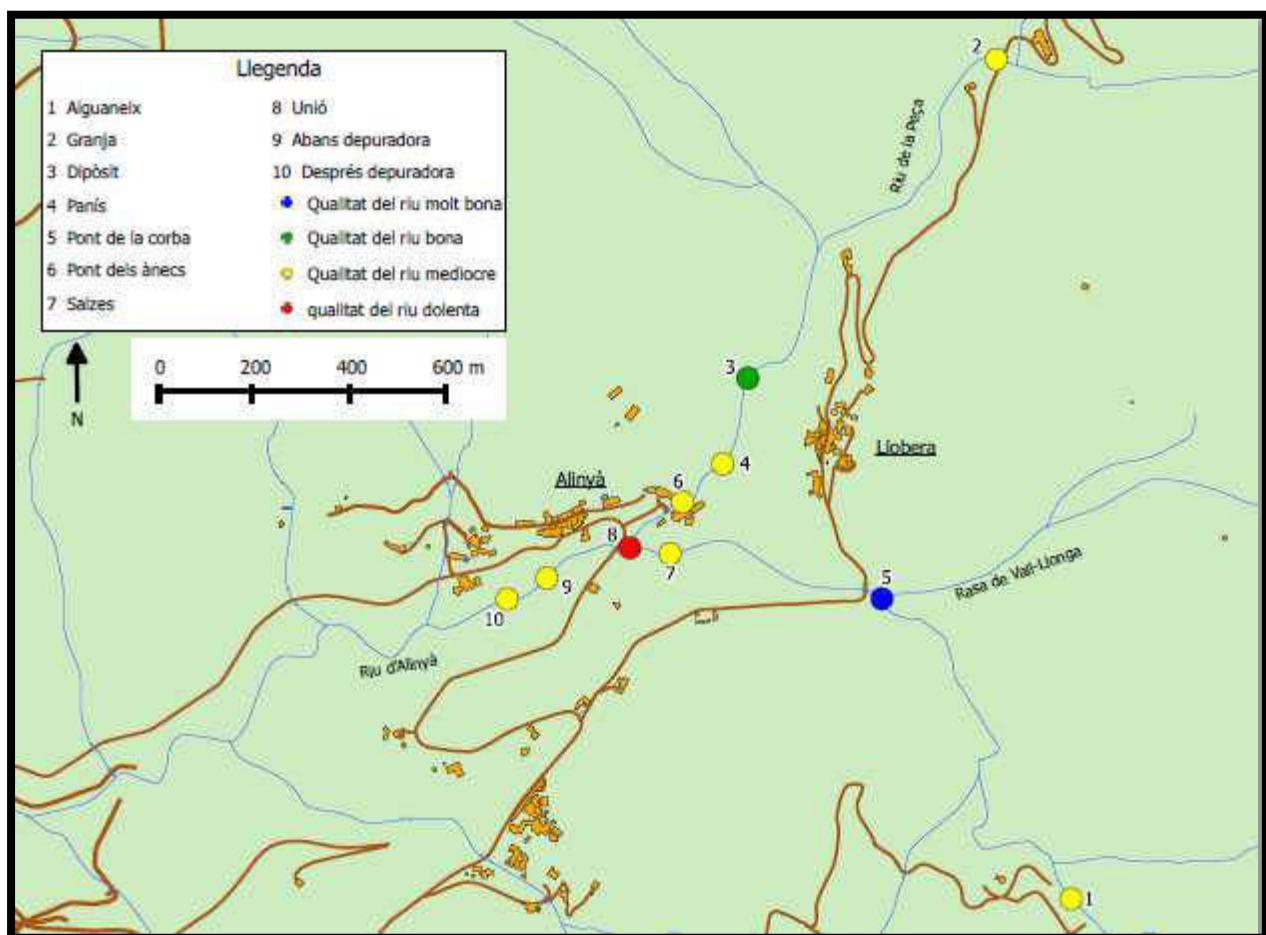 Llegenda
1 Aiguaneix
2 Granja
3 Dipòsit
4 Panís
5 Pont de la corba
6 Pont dels ànecs
7 Salzes
8 Unió
9 Abans depuradora
10 Després depuradora
Qualitat del riu molt bona
Qualitat del riu bona
Qualitat del riu mediocre
qualitat del riu dolenta
0 200 400 600 m
N
2
Riu de la Peça
3
Llobera
4
Alinyà
6
8
7
5
9
Rasa de Vall-Llonga
10
Riu d'Alinyà
1